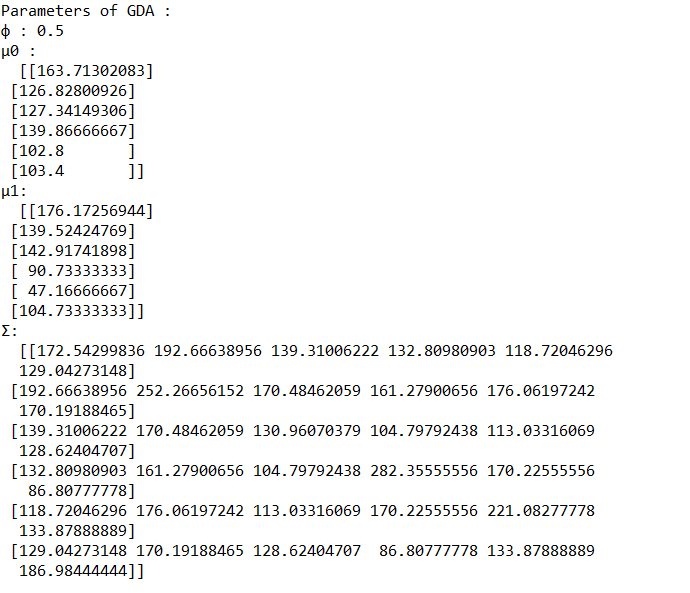 Parameters of GDA :
ϕ : 0.5
μ0 :
  [[163.71302083]
 [126.82800926]
 [127.34149306]
 [139.86666667]
 [102.8       ]
 [103.4       ]]
μ1:
  [[176.17256944]
 [139.52424769]
 [142.91741898]
 [ 90.73333333]
 [ 47.16666667]
 [104.73333333]]
Σ:
  [[172.54299836 192.66638956 139.31006222 132.80980903 118.72046296
  129.04273148]
 [192.66638956 252.26656152 170.48462059 161.27900656 176.06197242
  170.19188465]
 [139.31006222 170.48462059 130.96070379 104.79792438 113.03316069
  128.62404707]
 [132.80980903 161.27900656 104.79792438 282.35555556 170.22555556
   86.80777778]
 [118.72046296 176.06197242 113.03316069 170.22555556 221.08277778
  133.87888889]
 [129.04273148 170.19188465 128.62404707  86.80777778 133.87888889
  186.98444444]]